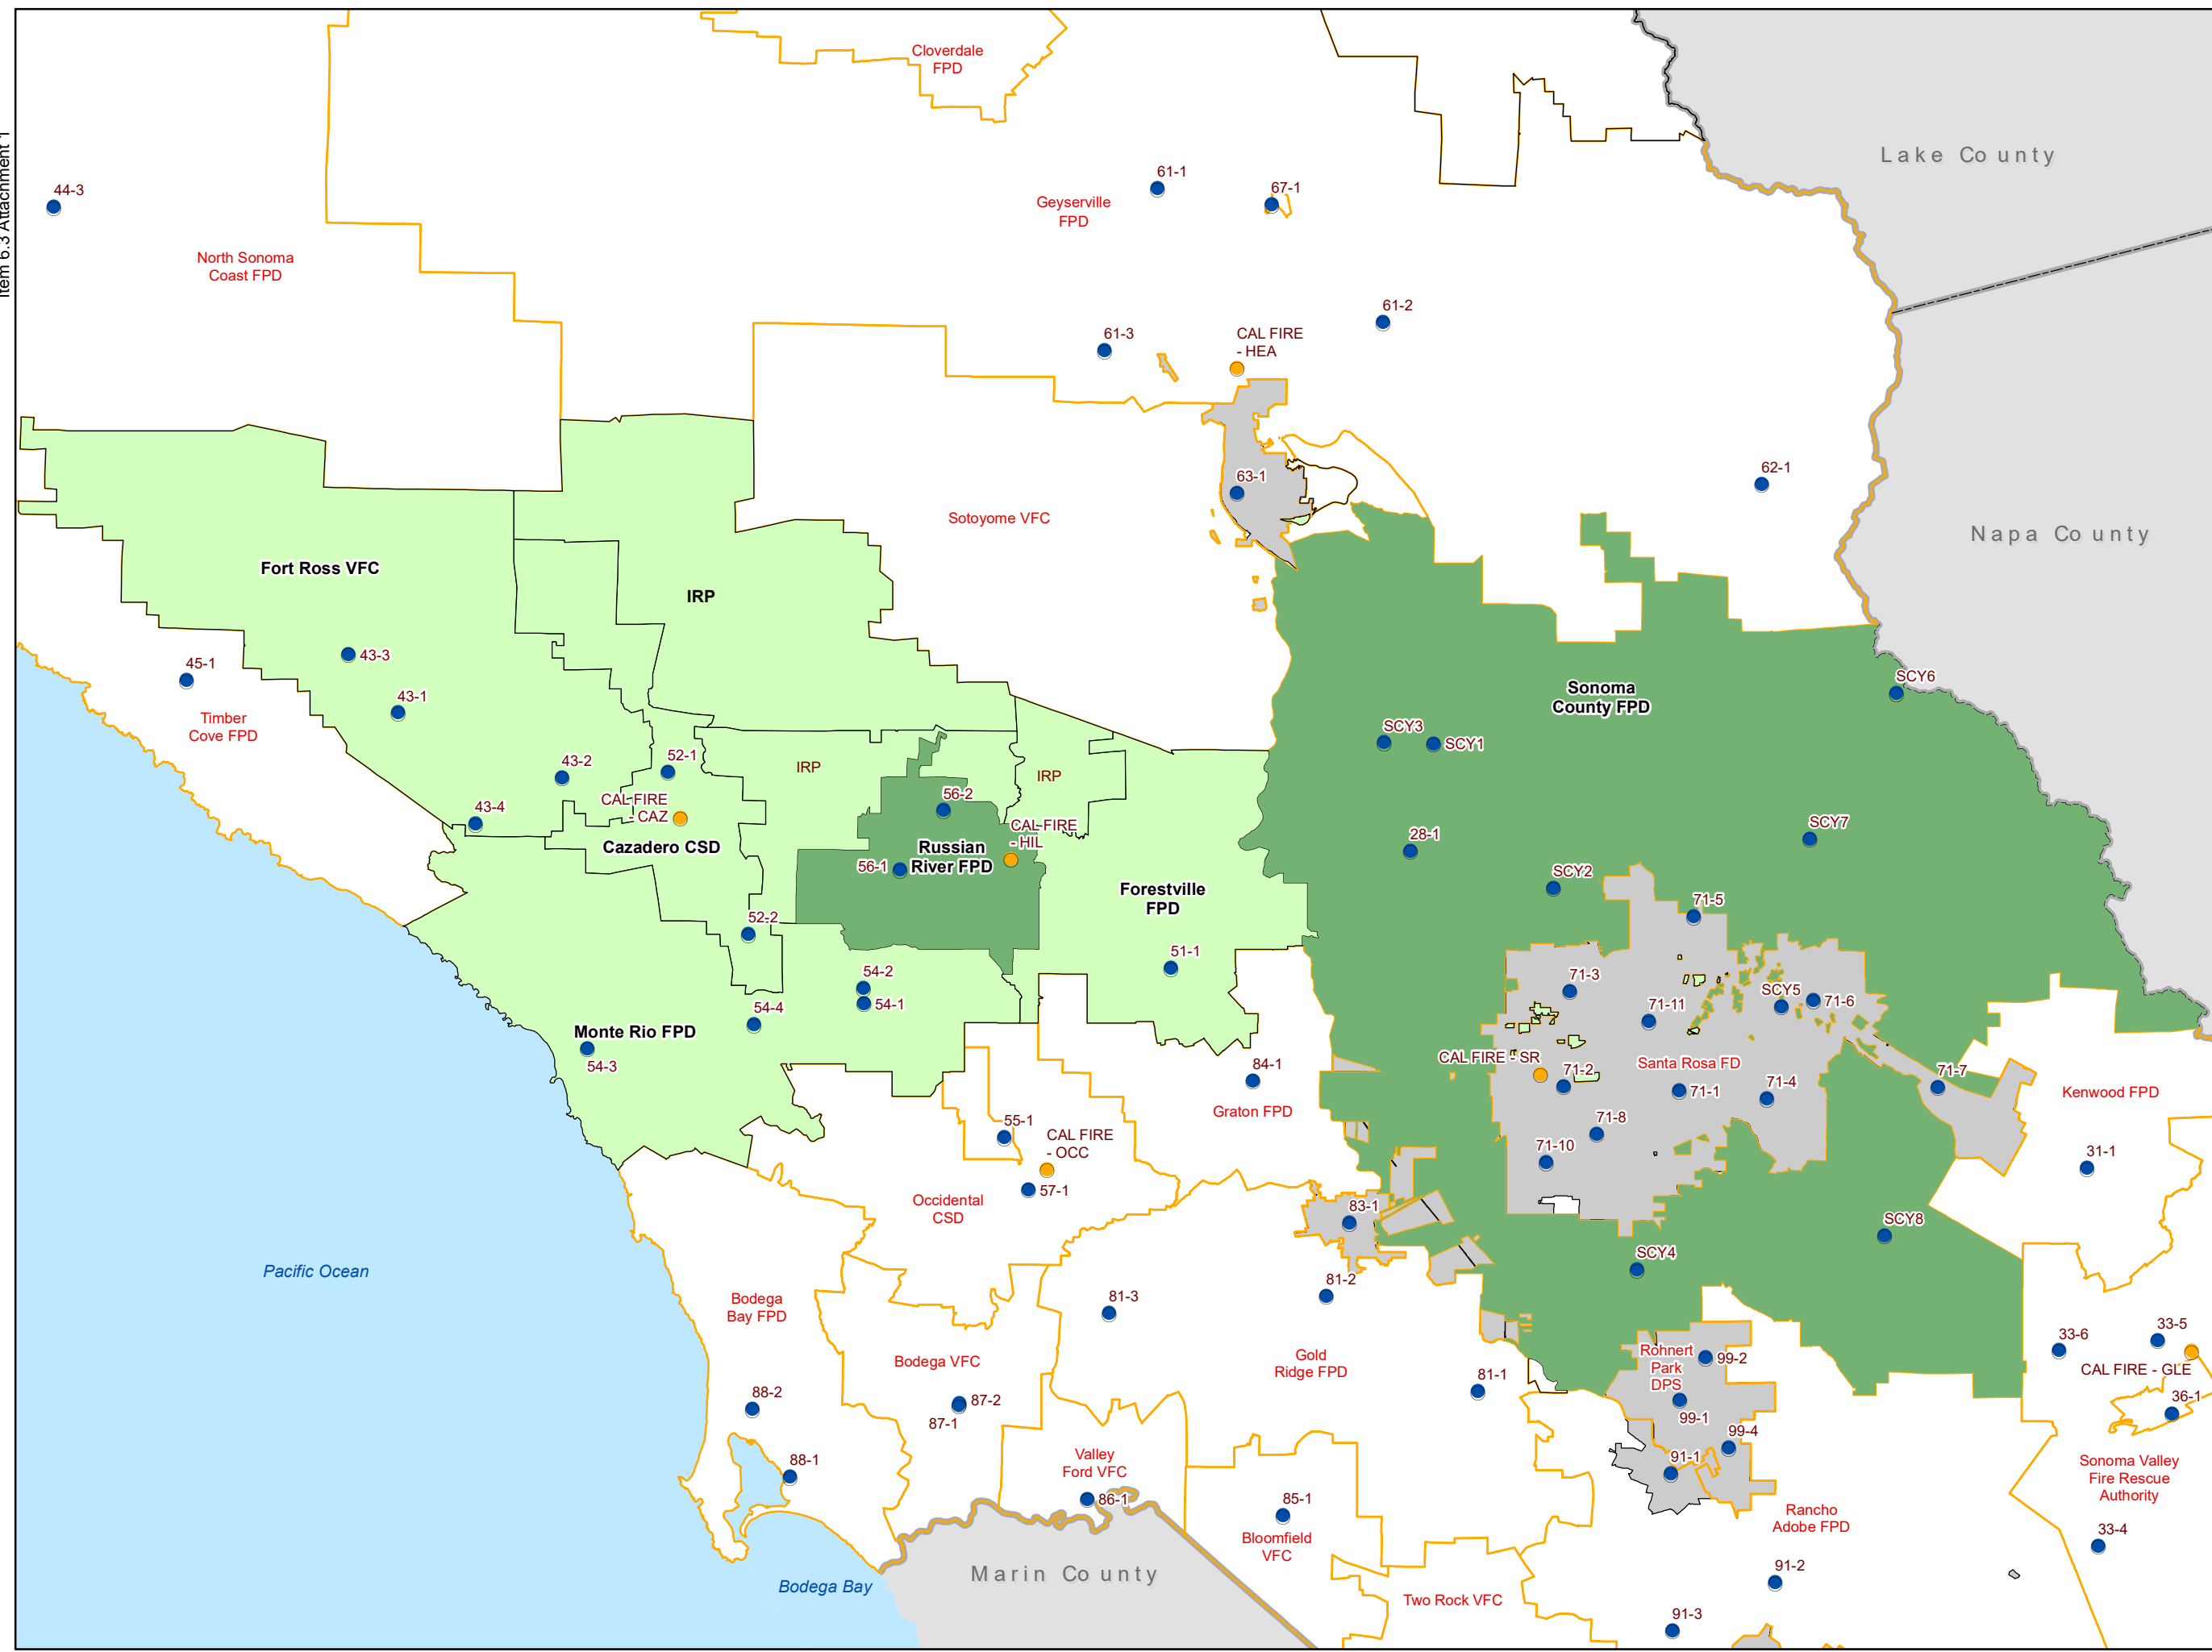 Item 6.3 Attachment 1
Cloverdale
FPD
Lake County
44-3
61-1
67-1
Geyserville
FPD
North Sonoma
Coast FPD
61-2
61-3
CAL FIRE
- HEA
63-1
62-1
Sotoyome VFC
Napa County
Fort Ross VFC
IRP
43-3
45-1
43-1
Timber
Cove FPD
Sonoma
County FPD
SCY6
SCY3
SCY1
43-2
52-1
IRP
IRP
CAL FIRE
- CAZ
43-4
56-2
CAL FIRE
- HIL
SCY7
28-1
Cazadero CSD
Russian
River FPD
56-1
SCY2
Forestville
FPD
71-5
52-2
51-1
54-2
54-1
71-3
SCY5
71-6
71-11
54-4
Monte Rio FPD
54-3
84-1
CAL FIRE - SR
Santa Rosa FD
71-2
71-1
71-4
71-7
Kenwood FPD
Graton FPD
55-1
CAL FIRE
- OCC
71-8
71-10
31-1
57-1
Occidental
CSD
83-1
SCY8
SCY4
Pacific Ocean
81-2
81-3
Bodega
Bay FPD
33-5
33-6
Bodega VFC
Gold
Ridge FPD
Rohnert
Park
DPS
99-2
CAL FIRE - GLE
81-1
88-2
87-2
87-1
36-1
99-1
99-4
88-1
Valley
Ford VFC
91-1
Sonoma Valley
Fire Rescue
Authority
86-1
85-1
Bloomfield
VFC
Rancho
Adobe FPD
33-4
Marin County
Bodega Bay
91-2
Two Rock VFC
91-3